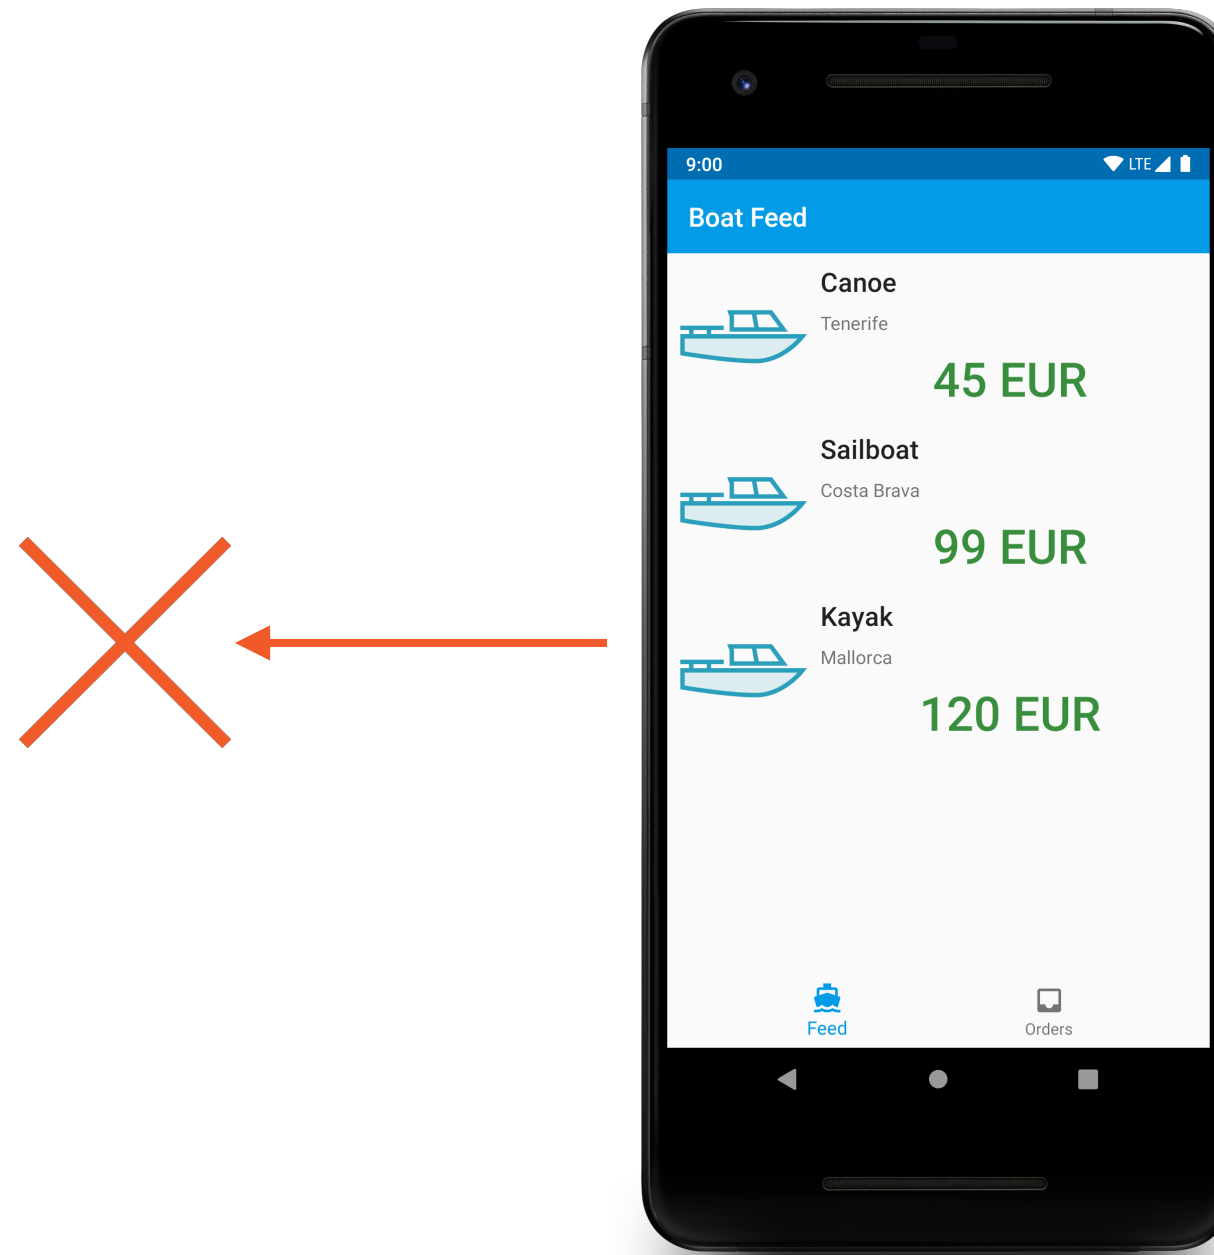 9:00
LTE
Boat Feed
Canoe
Tenerife
45 EUR
Sailboat
Costa Brava
99 EUR
Kayak
Mallorca
120 EUR
Feed
Orders